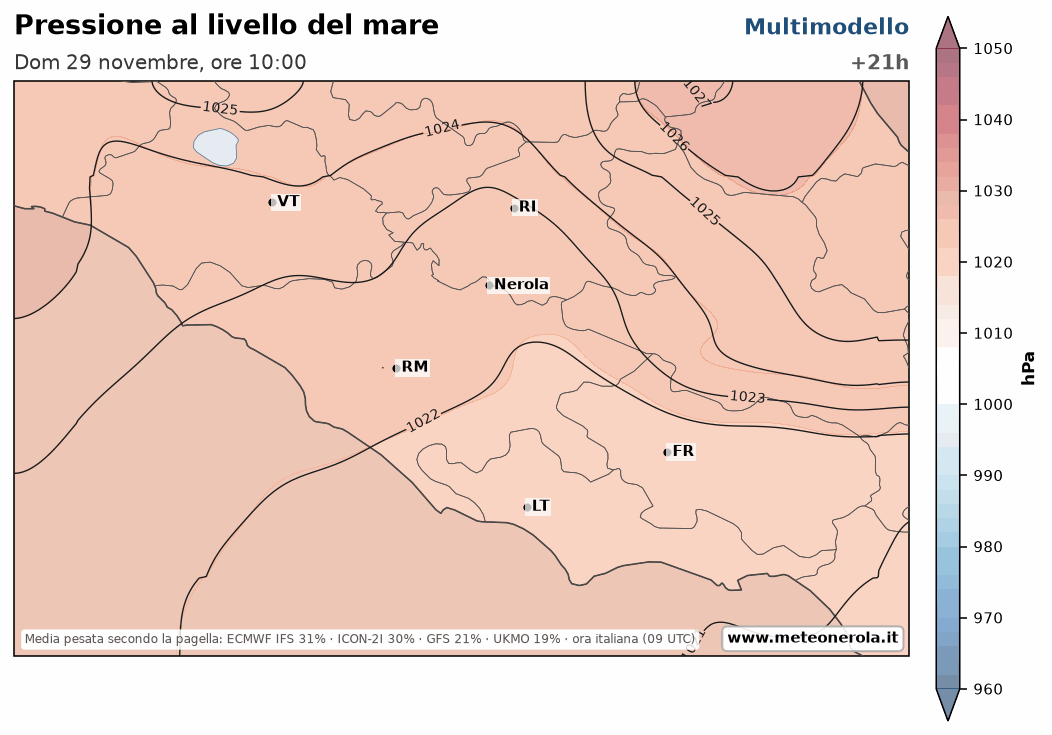 Pressione al livello del mare
Multimodello
Dom 29 novembre, ore 10:00
+21h
1025
1027
1024
1026
VT
RI
1025
Nerola
RM
1023
1022
FR
LT
Media pesata secondo la pagella: ECMWF IFS 31% · ICON-2I 30% · GFS 21% · UKMO 19% · ora italiana (09 UTC)
www.meteonerola.it
1050
1040
1030
1020
1010
1000
990
980
970
960
hPa